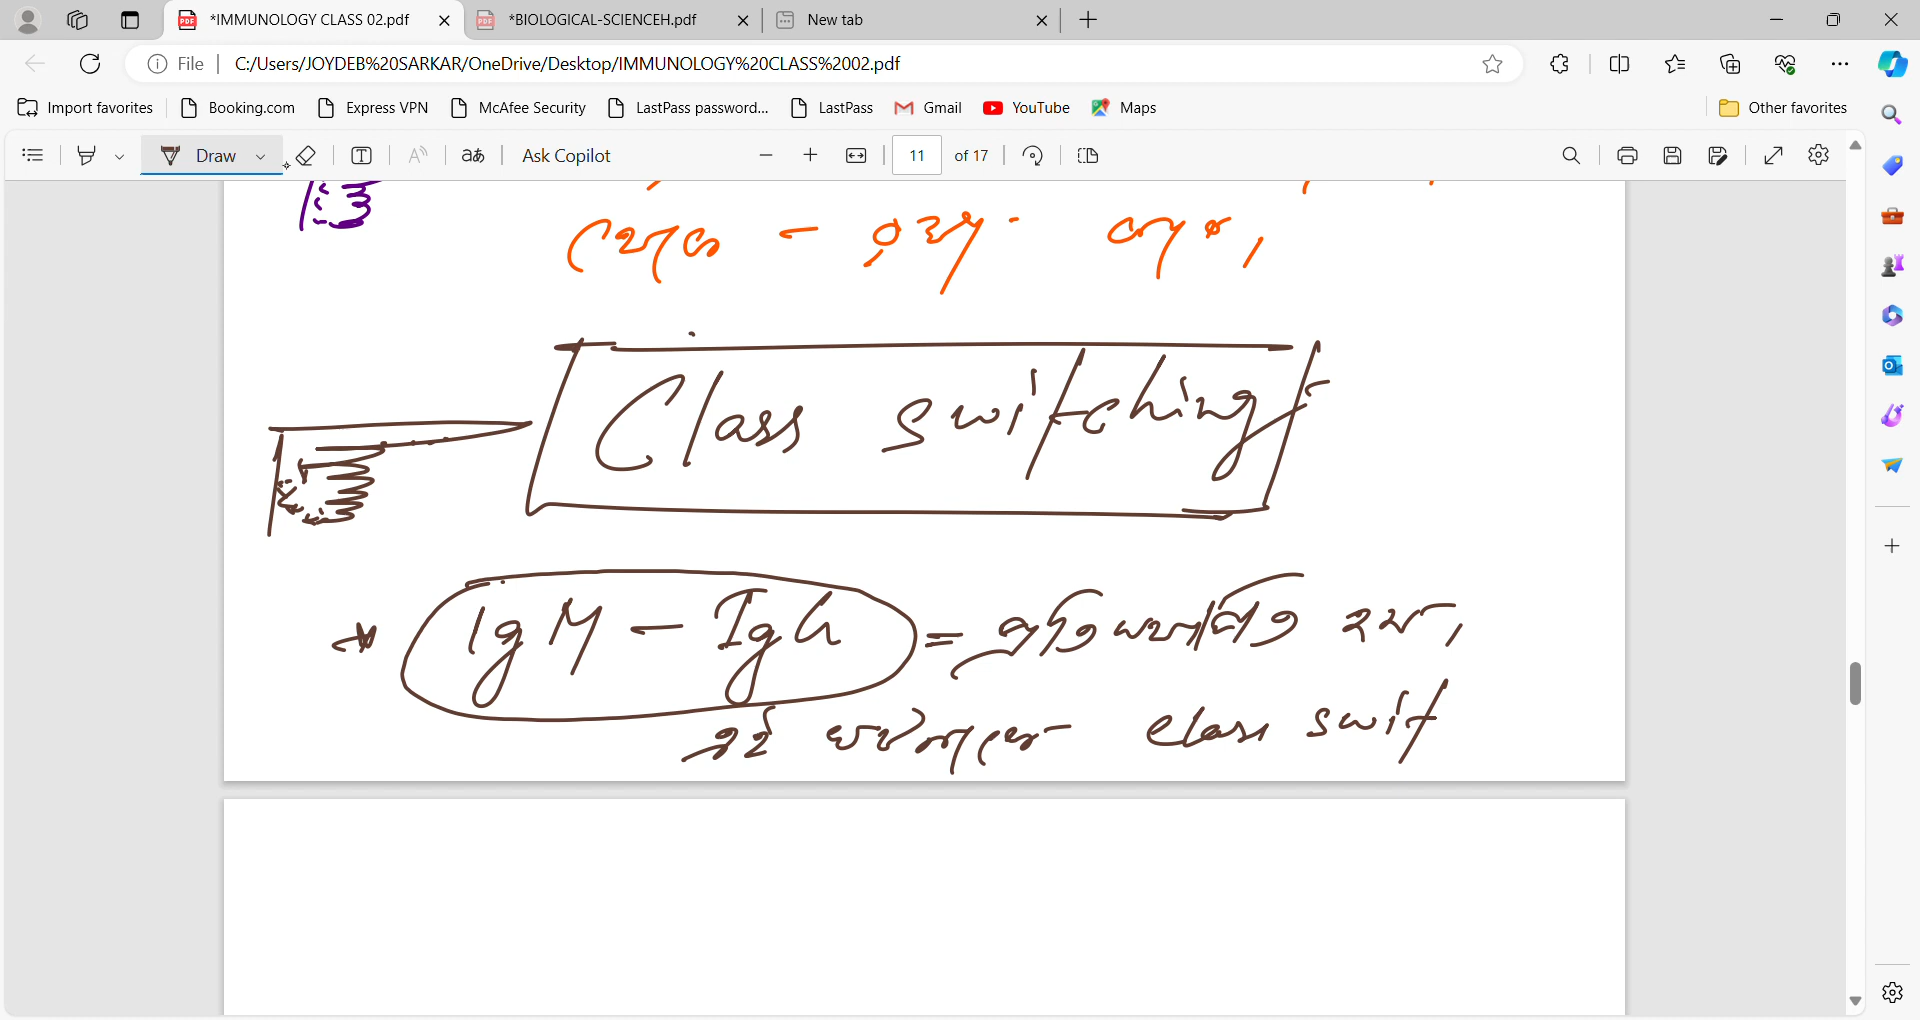 *IMMUNOLOGY CLASS 02.pdf
*BIOLOGICAL-SCIENCEH.pdf
New tab
File
C:/Users/JOYDEB%20SARKAR/OneDrive/Desktop/IMMUNOLOGY%20CLASS%2002.pdf
Import favorites
Booking.com
Express VPN
McAfee Security
LastPass password...
LastPass
Gmail
YouTube
Maps
Other favorites
Draw
Ask Copilot
11 of 17
Class switching
* IgM - IgG =
class swit